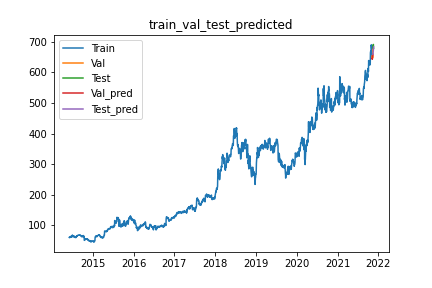 train_val_test_predicted
700
600
500
400
300
200
100
Train
Val
Test
Val_pred
Test_pred
2015 2016 2017 2018 2019 2020 2021 2022